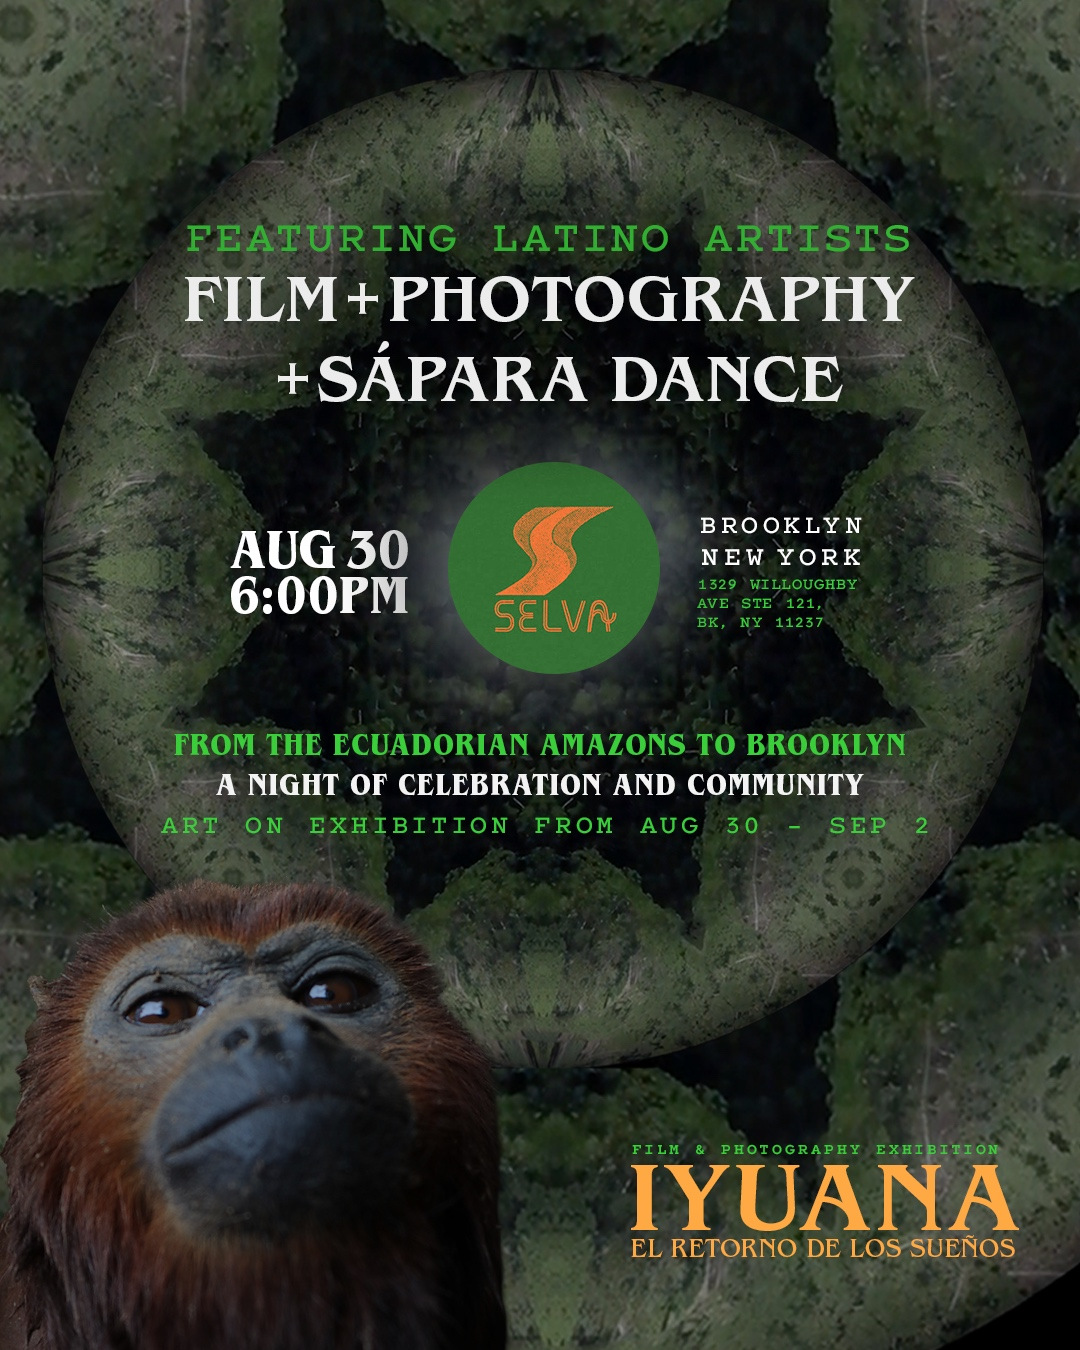 FEATURING LATINO ARTISTS
FILM+PHOTOGRAPHY
+SÁPARA DANCE
AUG 30
6:00PM
SELVA
BROOKLYN
NEW YORK
1329 WILLOUGHBY
AVE STE 121,
BK, NY 11237
FROM THE ECUADORIAN AMAZONS TO BROOKLYN
A NIGHT OF CELEBRATION AND COMMUNITY
ART ON EXHIBITION FROM AUG 30 - SEP 2
FILM & PHOTOGRAPHY EXHIBITION
IYUANA
EL RETORNO DE LOS SUEÑOS